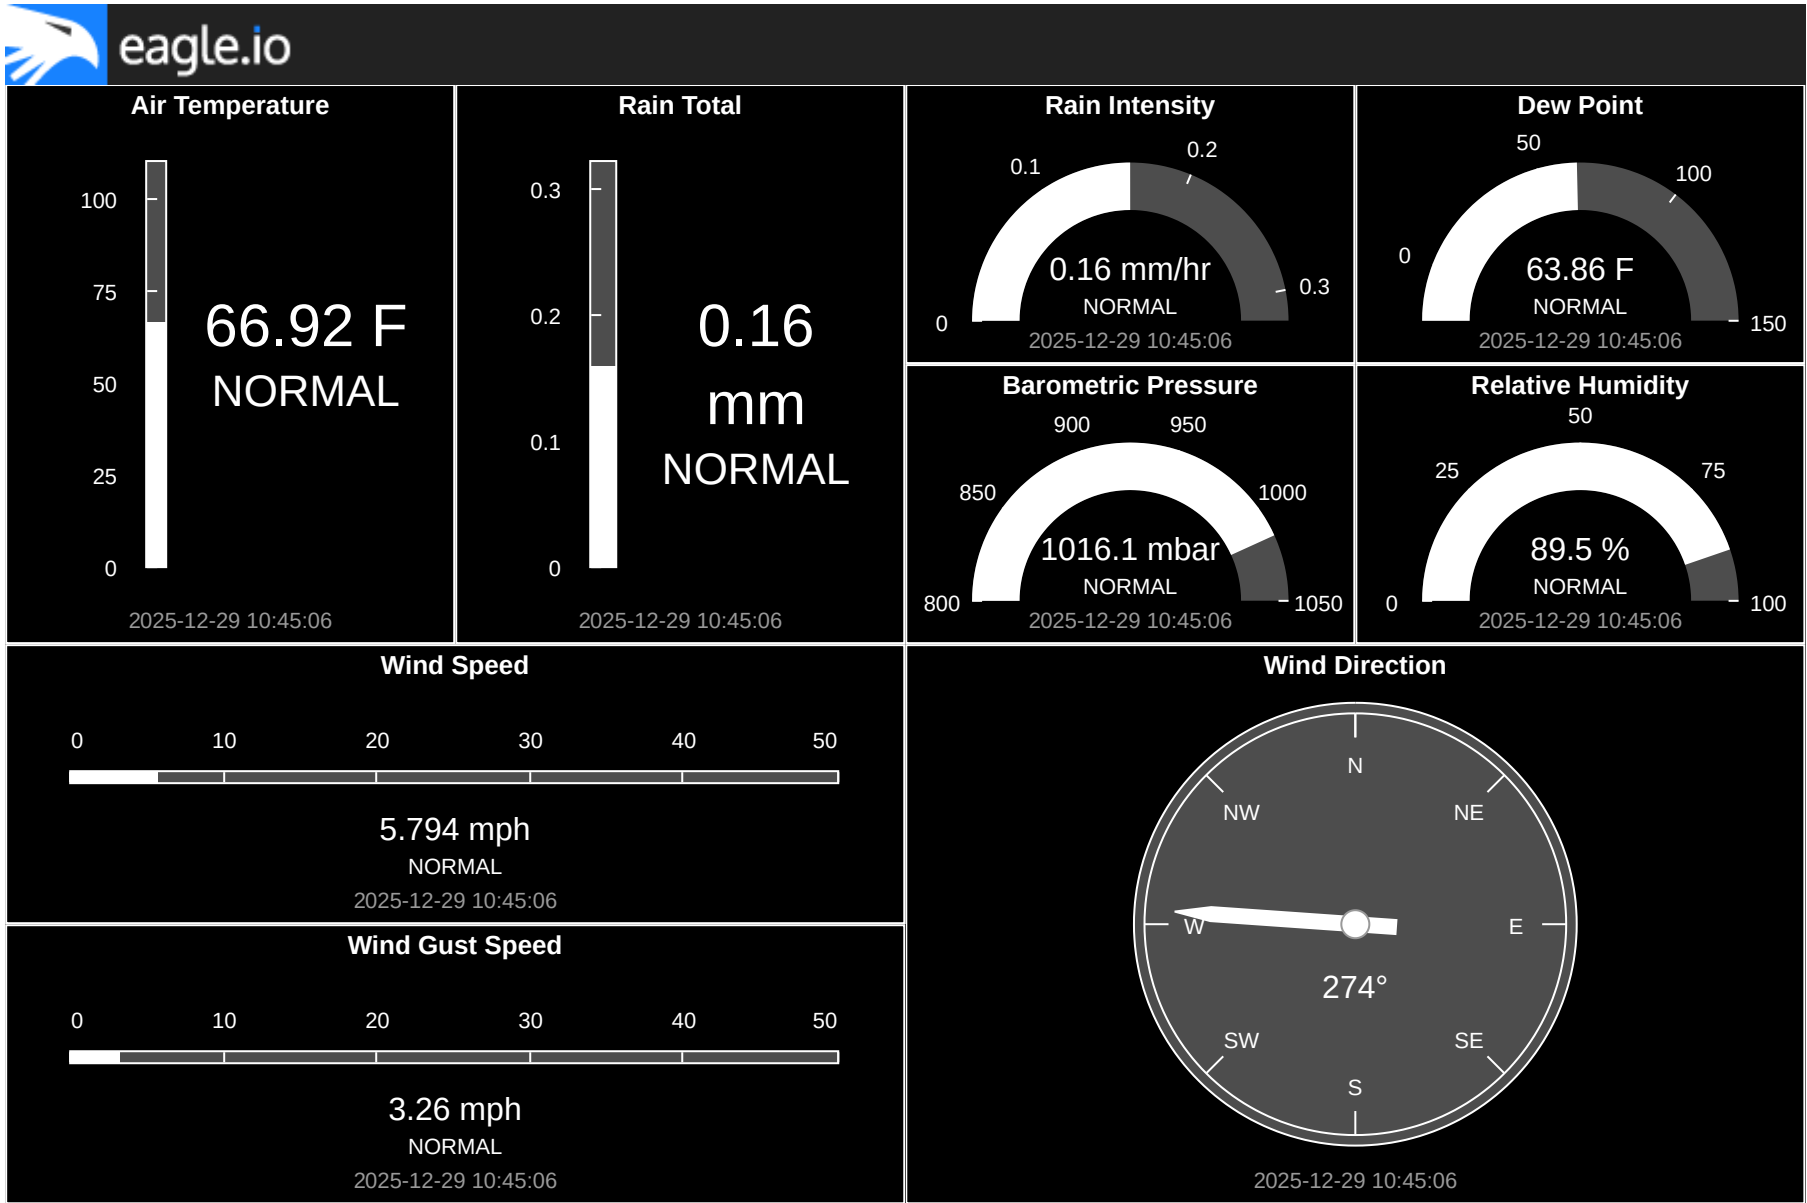 eagle.io
Air Temperature
100
75
50
25
0
66.92 F
NORMAL
2025-12-29 10:45:06
Rain Total
0.3
0.2
0.1
0
0.16
mm
NORMAL
2025-12-29 10:45:06
Rain Intensity
0
0.1
0.2
0.3
0.16 mm/hr
NORMAL
2025-12-29 10:45:06
Dew Point
0
50
100
150
63.86 F
NORMAL
2025-12-29 10:45:06
Barometric Pressure
800
850
900
950
1000
1050
1016.1 mbar
NORMAL
2025-12-29 10:45:06
Relative Humidity
0
25
50
75
100
89.5 %
NORMAL
2025-12-29 10:45:06
Wind Speed
0 10 20 30 40 50
5.794 mph
NORMAL
2025-12-29 10:45:06
Wind Gust Speed
0 10 20 30 40 50
3.26 mph
NORMAL
2025-12-29 10:45:06
Wind Direction
N
NW NE
W E
274°
SW SE
S
2025-12-29 10:45:06